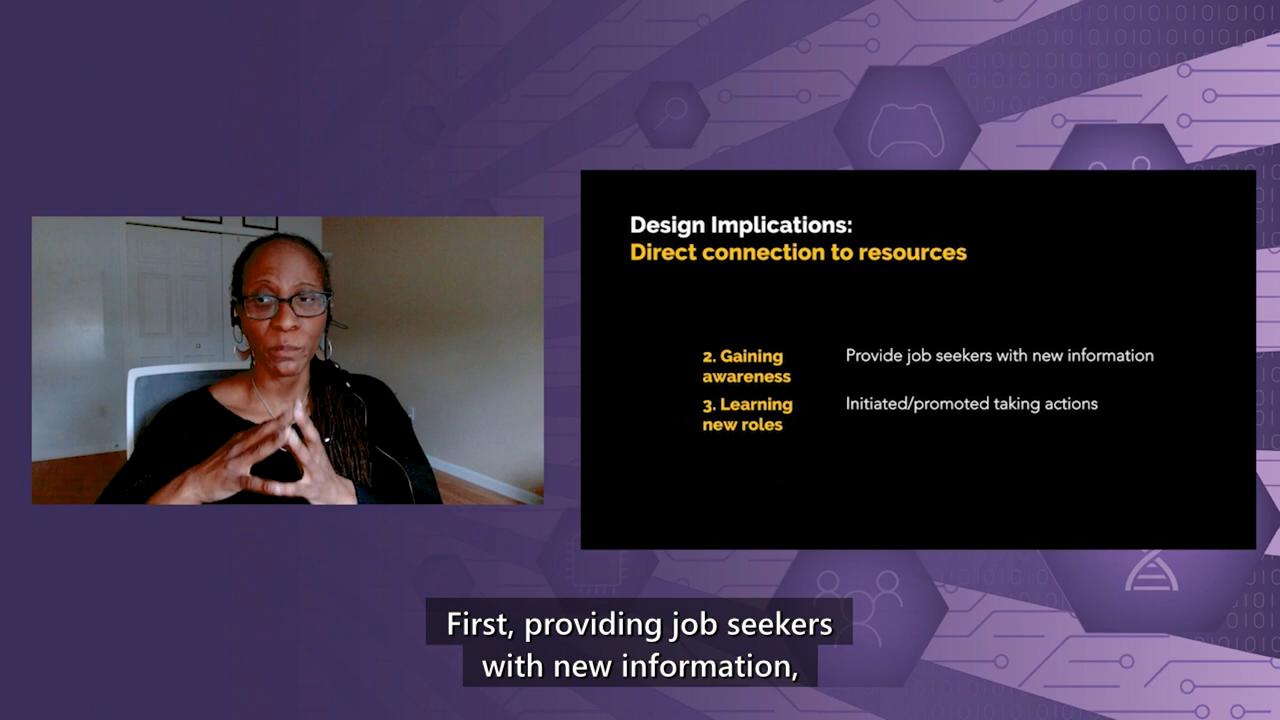 Design Implications:
Direct connection to resources
2. Gaining
awareness
Provide job seekers with new information
3. Learning
new roles
Initiated/promoted taking actions
First, providing job seekers
with new information,